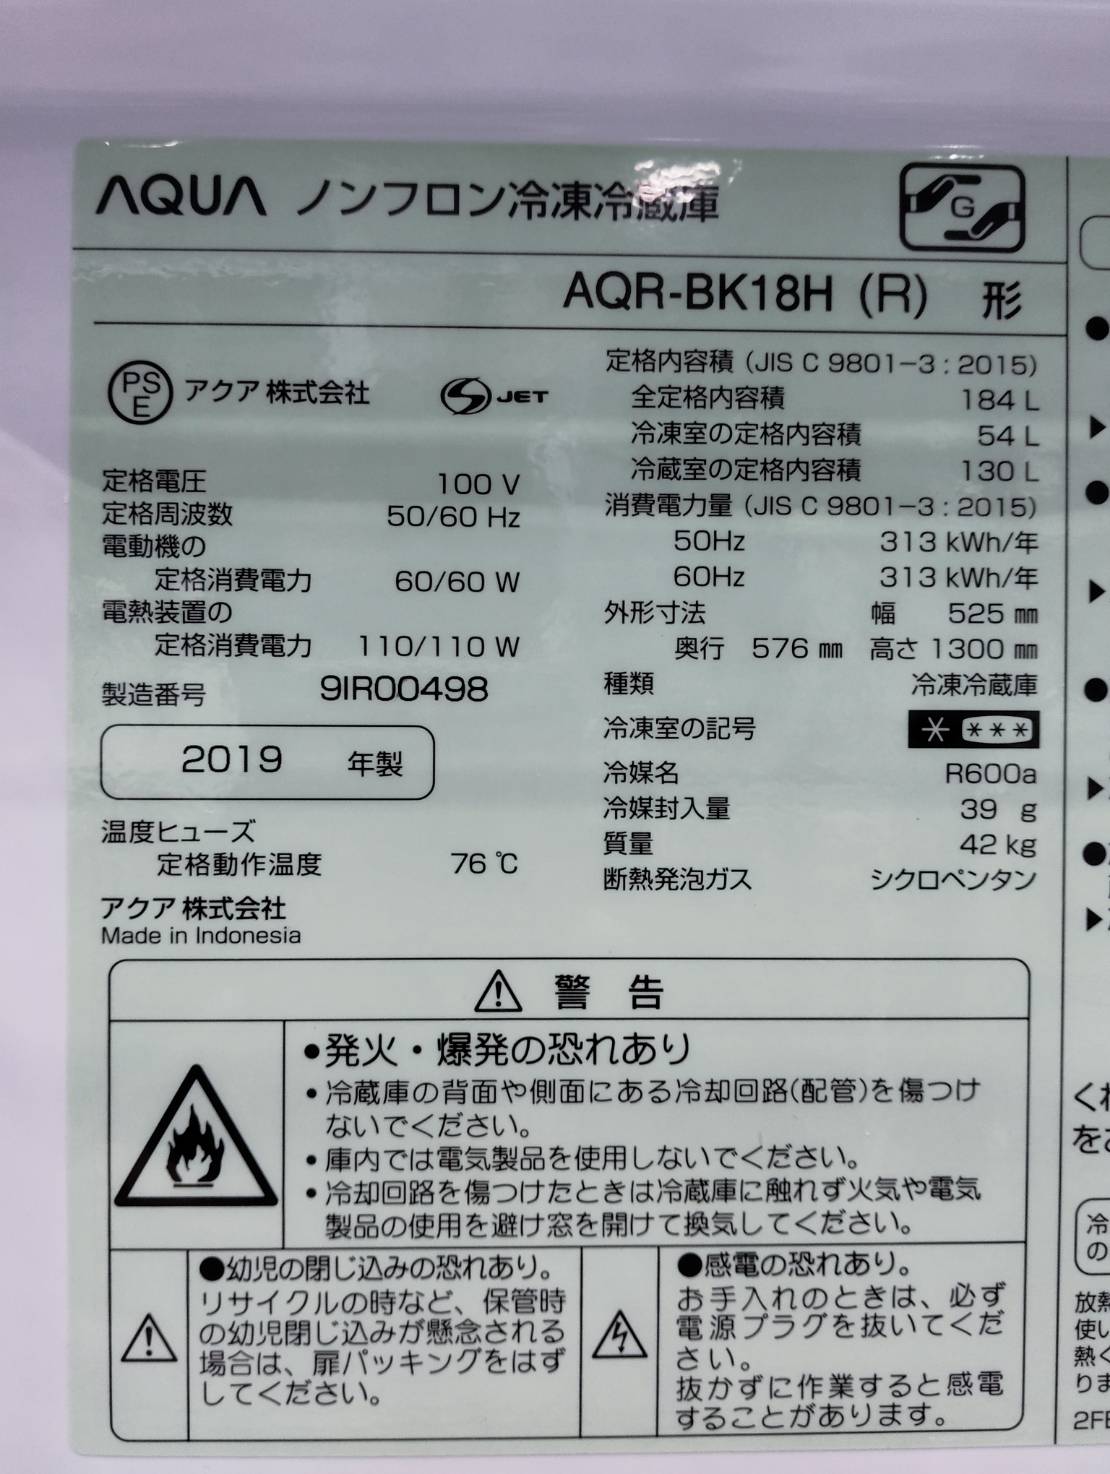 AQUA ノンフロン冷凍冷蔵庫
G
AQR-BK18H (R) 形
PS
E
アクア 株式会社
JET
定格電圧 100 V
定格周波数 50/60 Hz
電動機の
定格消費電力 60/60 W
電熱装置の
定格消費電力 110/110 W
製造番号 9IR00498
2019 年製
温度ヒューズ
定格動作温度 76 ℃
アクア 株式会社
Made in Indonesia
定格内容積 (JIS C 9801-3 : 2015)
全定格内容積 184 L
冷凍室の定格内容積 54 L
冷蔵室の定格内容積 130 L
消費電力量 (JIS C 9801-3 : 2015)
50Hz 313 kWh/年
60Hz 313 kWh/年
外形寸法 幅 525 ㎜
奥行 576 ㎜ 高さ 1300 ㎜
種類 冷凍冷蔵庫
冷凍室の記号 * ***
冷媒名 R600a
冷媒封入量 39 g
質量 42 kg
断熱発泡ガス シクロペンタン
警 告
●発火・爆発の恐れあり
・冷蔵庫の背面や側面にある冷却回路(配管)を傷つけ
ないでください。
・庫内では電気製品を使用しないでください。
・冷却回路を傷つけたときは冷蔵庫に触れず火気や電気
製品の使用を避け窓を開けて換気してください。
●幼児の閉じ込みの恐れあり。
リサイクルの時など、保管時
の幼児閉じ込みが懸念される
場合は、扉パッキングをはず
してください。
●感電の恐れあり。
お手入れのときは、必ず
電源プラグを抜いてくだ
さい。
抜かずに作業すると感電
することがあります。
冷
の
放熱
使い
熱く
りま